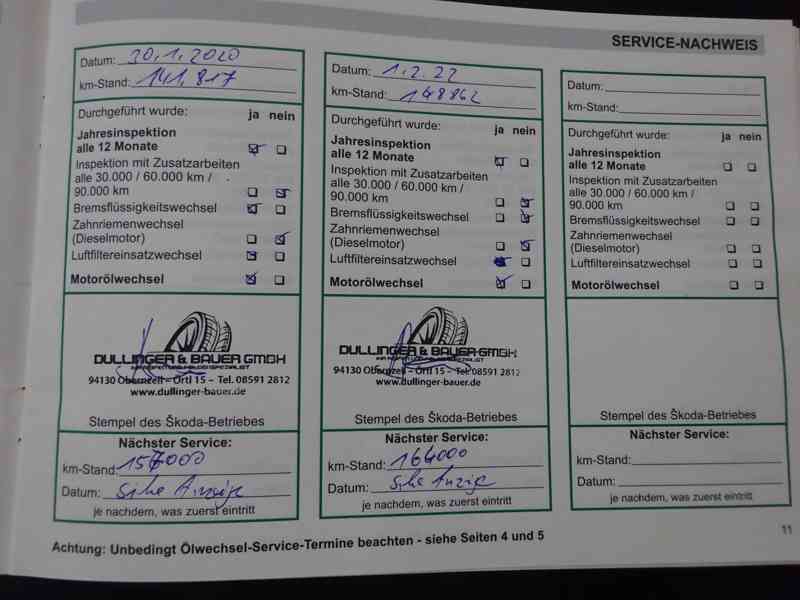 SERVICE-NACHWEIS
Datum: 30.1.2020
km-Stand: 141.817
Durchgeführt wurde: ja nein
Jahresinspektion
alle 12 Monate
Inspektion mit Zusatzarbeiten
alle 30.000 / 60.000 km /
90.000 km
Bremsflüssigkeitswechsel
Zahnriemenwechsel
(Dieselmotor)
Luftfiltereinsatzwechsel
Motorölwechsel
DULLINGER & BAUER GMBH
94130 Obernzell - Örtl 15 - Tel. 08591 2812
www.dullinger-bauer.de
Stempel des Škoda-Betriebes
Nächster Service:
km-Stand: 157000
Datum: siehe Anzeige
je nachdem, was zuerst eintritt
Datum: 1.2.22
km-Stand: 148862
Durchgeführt wurde: ja nein
Jahresinspektion
alle 12 Monate
Inspektion mit Zusatzarbeiten
alle 30.000 / 60.000 km /
90.000 km
Bremsflüssigkeitswechsel
Zahnriemenwechsel
(Dieselmotor)
Luftfiltereinsatzwechsel
Motorölwechsel
DULLINGER & BAUER GMBH
94130 Obernzell - Örtl 15 - Tel. 08591 2812
www.dullinger-bauer.de
Stempel des Škoda-Betriebes
Nächster Service:
km-Stand: 164000
Datum: siehe Anzeige
je nachdem, was zuerst eintritt
Datum:
km-Stand:
Durchgeführt wurde: ja nein
Jahresinspektion
alle 12 Monate
Inspektion mit Zusatzarbeiten
alle 30.000 / 60.000 km /
90.000 km
Bremsflüssigkeitswechsel
Zahnriemenwechsel
(Dieselmotor)
Luftfiltereinsatzwechsel
Motorölwechsel
Stempel des Škoda-Betriebes
Nächster Service:
km-Stand:
Datum:
je nachdem, was zuerst eintritt
Achtung: Unbedingt Ölwechsel-Service-Termine beachten - siehe Seiten 4 und 5
11